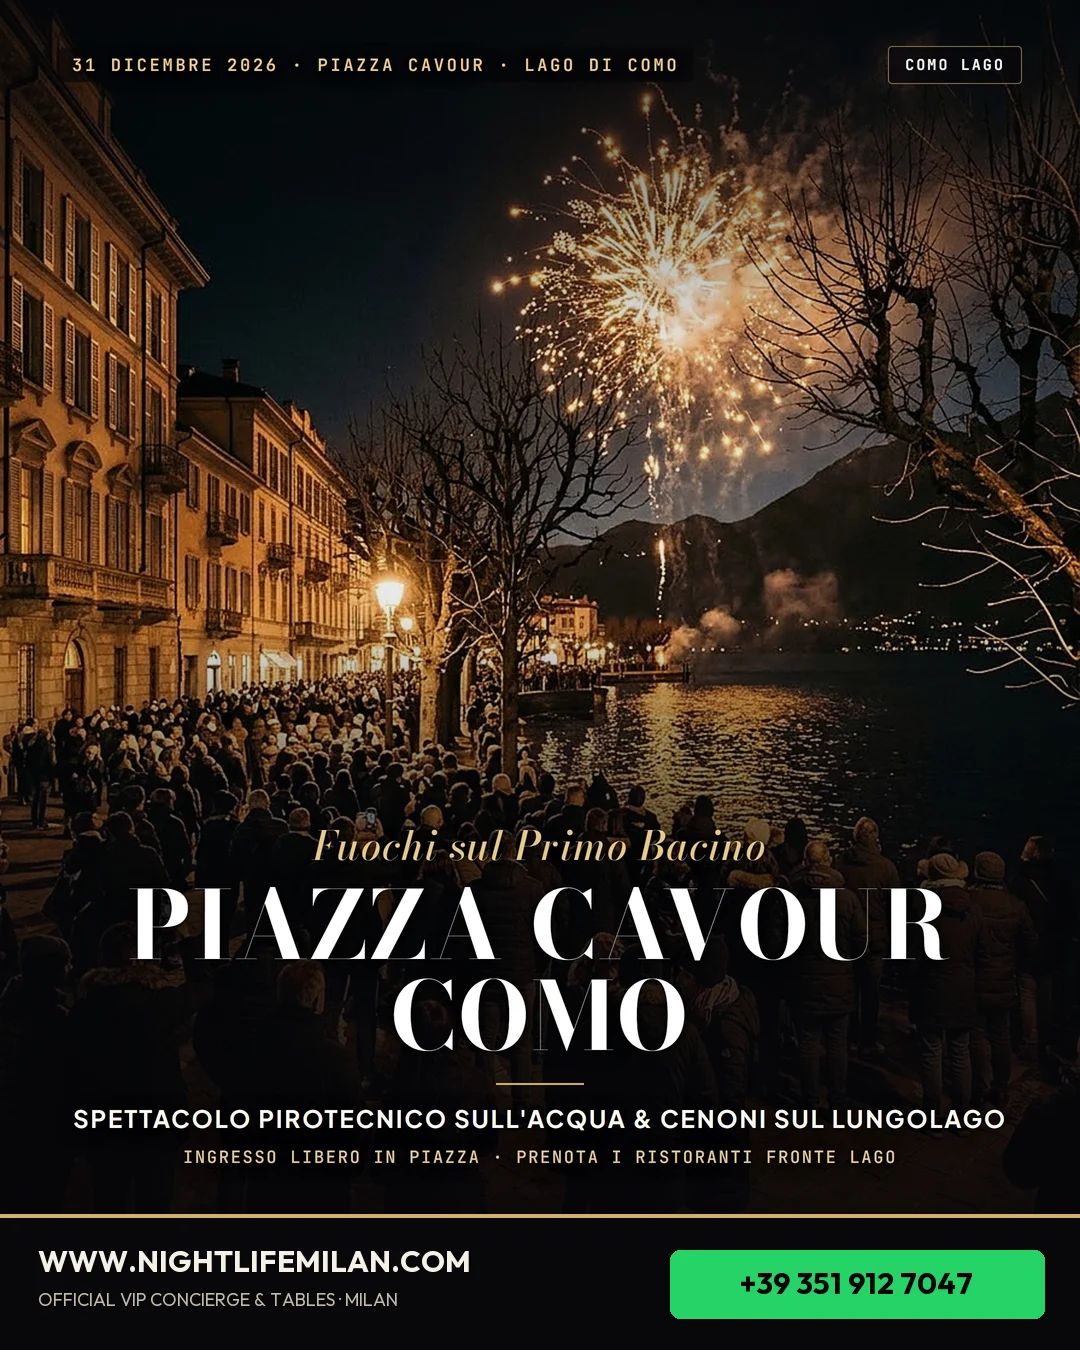 31 DICEMBRE 2026 · PIAZZA CAVOUR · LAGO DI COMO
COMO LAGO
Fuochi sul Primo Bacino
PIAZZA CAVOUR
COMO
SPETTACOLO PIROTECNICO SULL'ACQUA & CENONI SUL LUNGOLAGO
INGRESSO LIBERO IN PIAZZA · PRENOTA I RISTORANTI FRONTE LAGO
WWW.NIGHTLIFEMILAN.COM
OFFICIAL VIP CONCIERGE & TABLES · MILAN
+39 351 912 7047